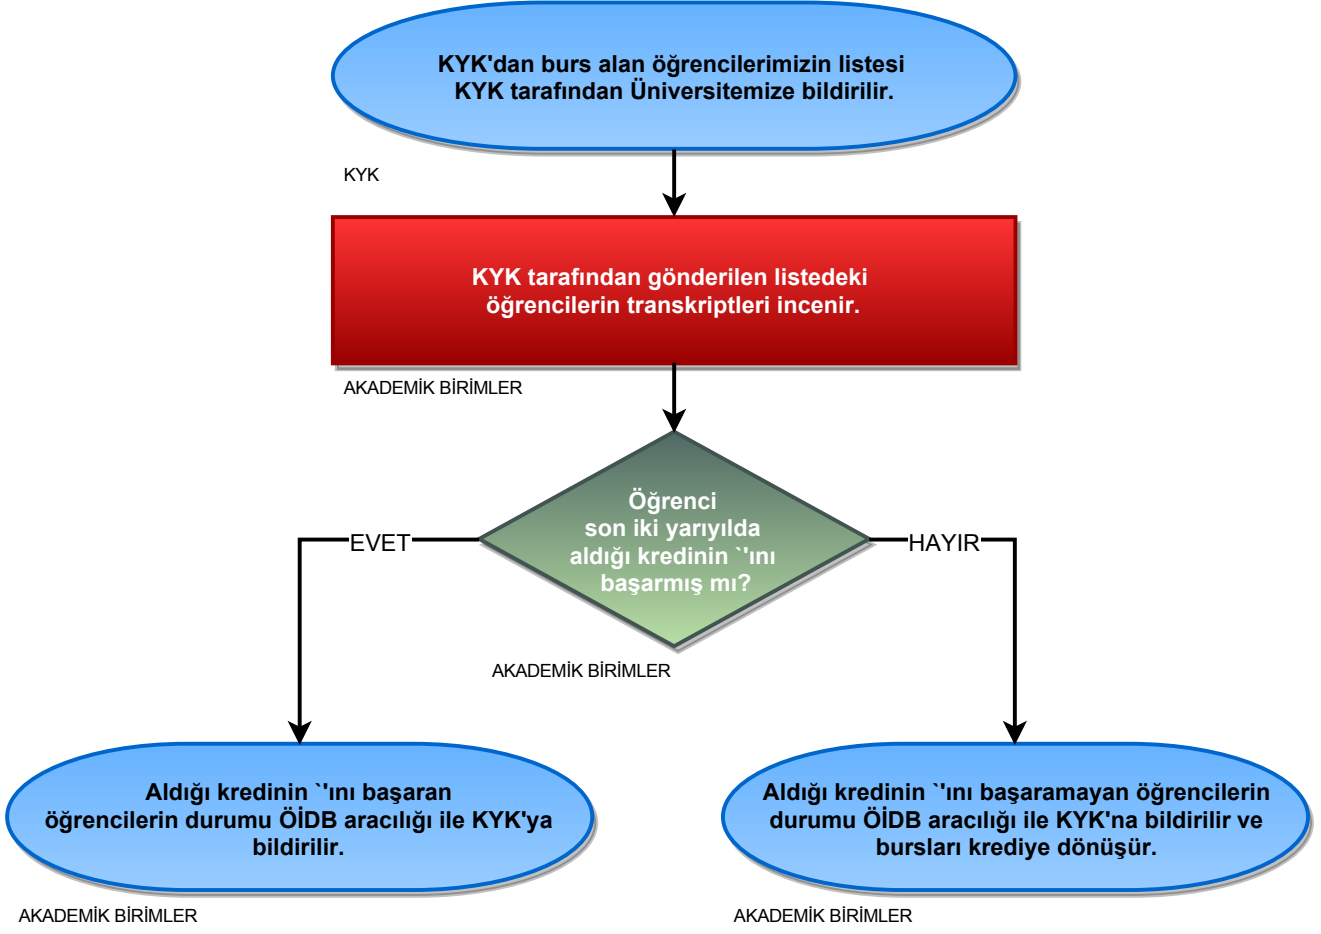 KYK'dan burs alan öğrencilerimizin listesi
KYK tarafından Üniversitemize bildirilir.
KYK
KYK tarafından gönderilen listedeki
öğrencilerin transkriptleri incenir.
AKADEMİK BİRİMLER
Öğrenci
son iki yarıyılda
aldığı kredinin `'ını
başarmış mı?
EVET
HAYIR
AKADEMİK BİRİMLER
Aldığı kredinin `'ını başaran
öğrencilerin durumu ÖİDB aracılığı ile KYK'ya
bildirilir.
AKADEMİK BİRİMLER
Aldığı kredinin `'ını başaramayan öğrencilerin
durumu ÖİDB aracılığı ile KYK'na bildirilir ve
bursları krediye dönüşür.
AKADEMİK BİRİMLER